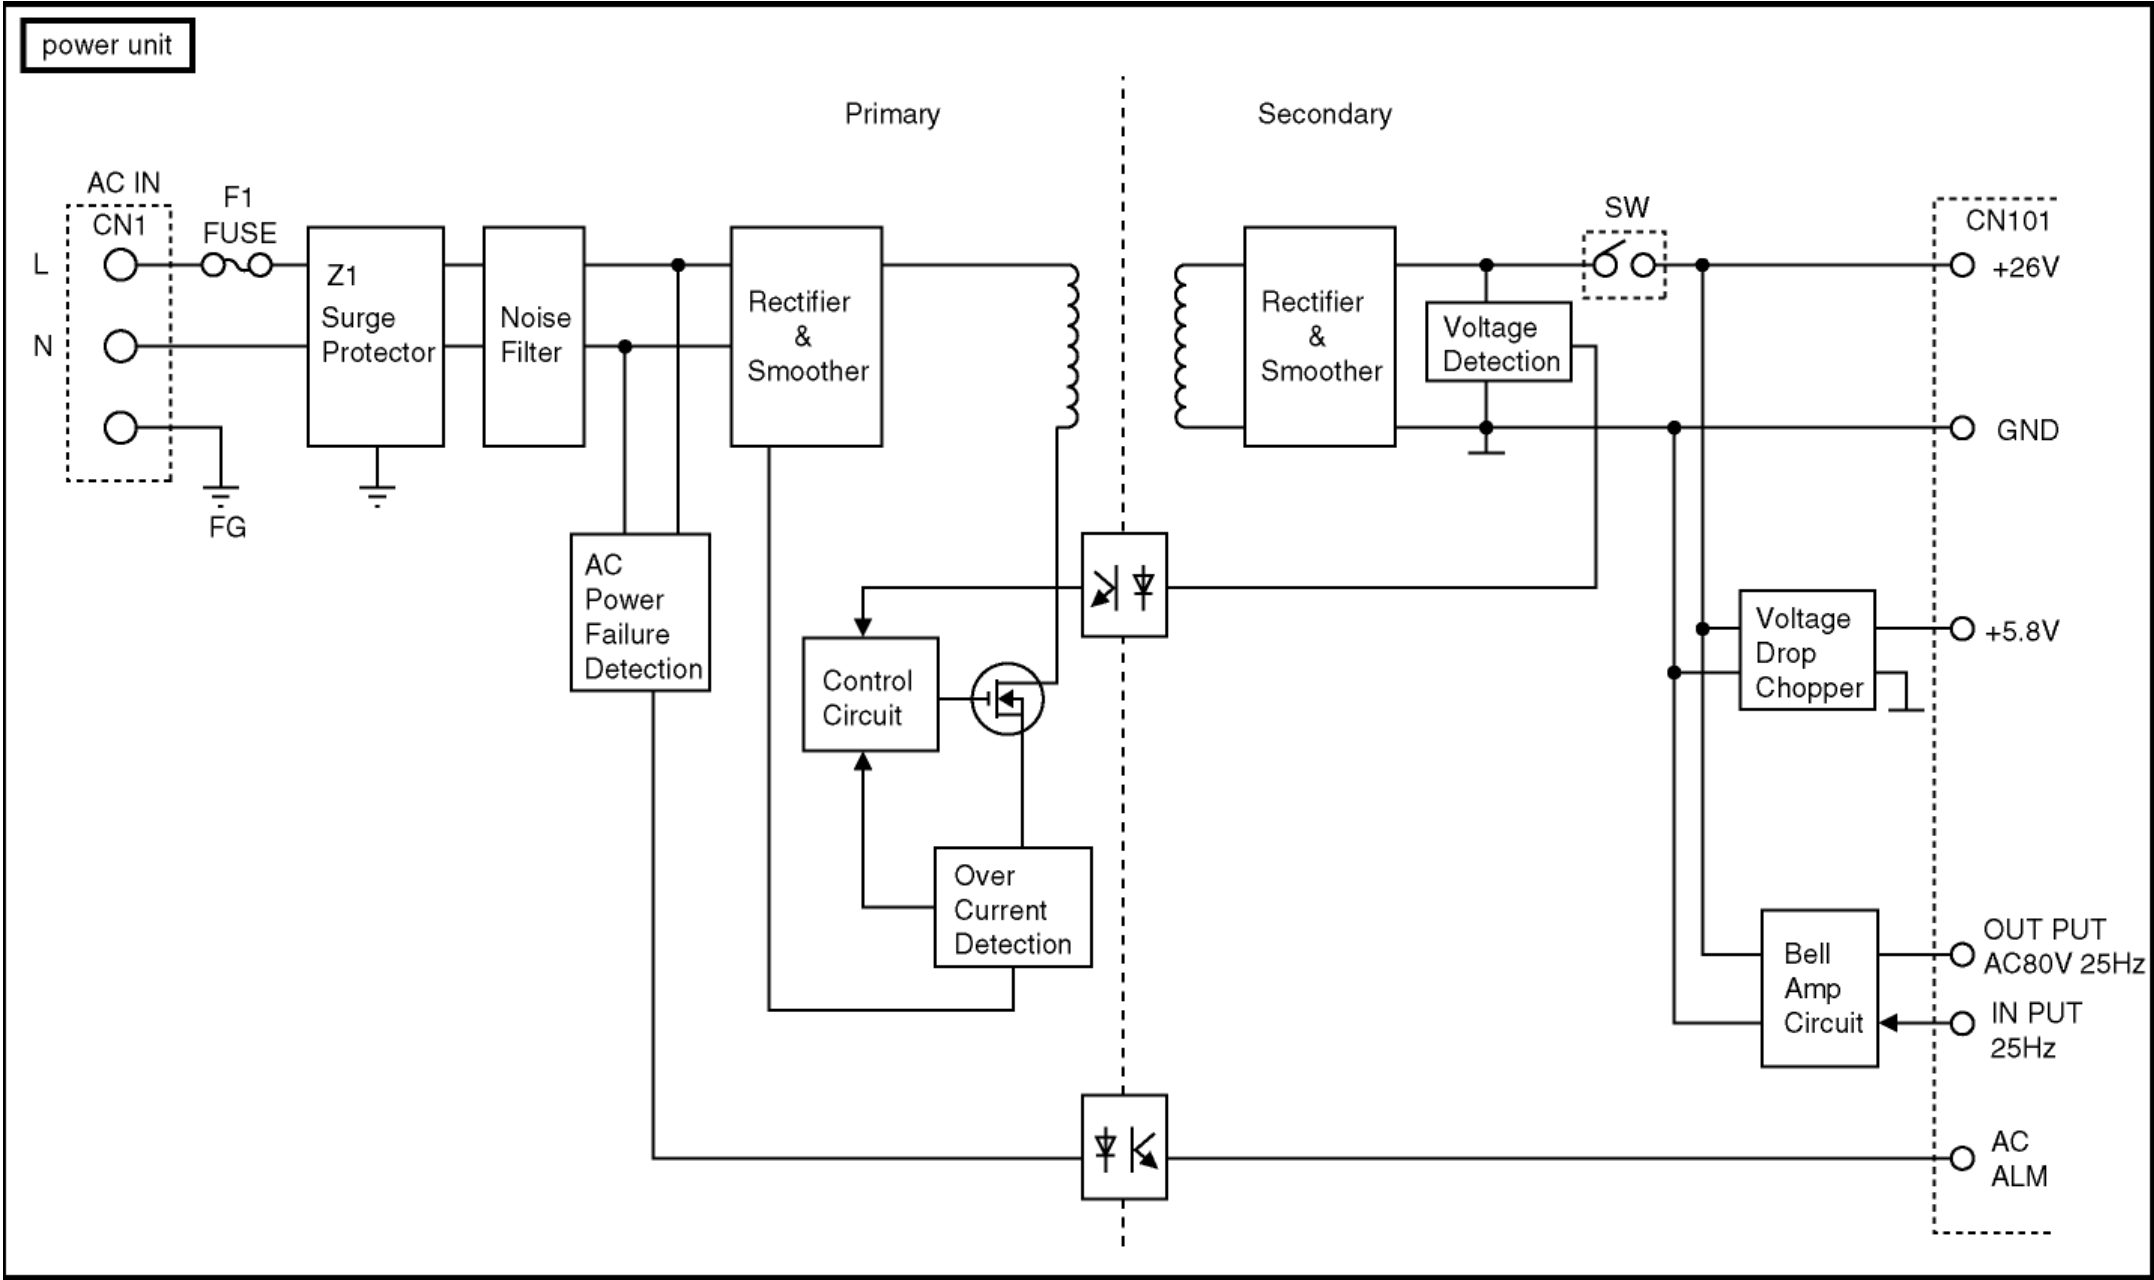 power unit
Primary
Secondary
AC IN
CN1
F1
FUSE
L
N
FG
Z1
Surge
Protector
Noise
Filter
Rectifier
&
Smoother
Rectifier
&
Smoother
Voltage
Detection
SW
CN101
+26V
GND
AC
Power
Failure
Detection
Control
Circuit
Over
Current
Detection
Voltage
Drop
Chopper
+5.8V
Bell
Amp
Circuit
OUT PUT
AC80V 25Hz
IN PUT
25Hz
AC
ALM